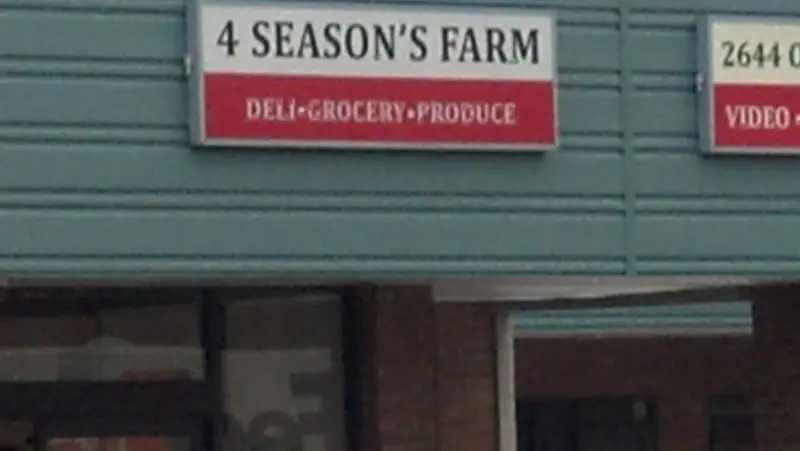 4 SEASON'S FARM
DELI•GROCERY•PRODUCE
2644
VIDEO •